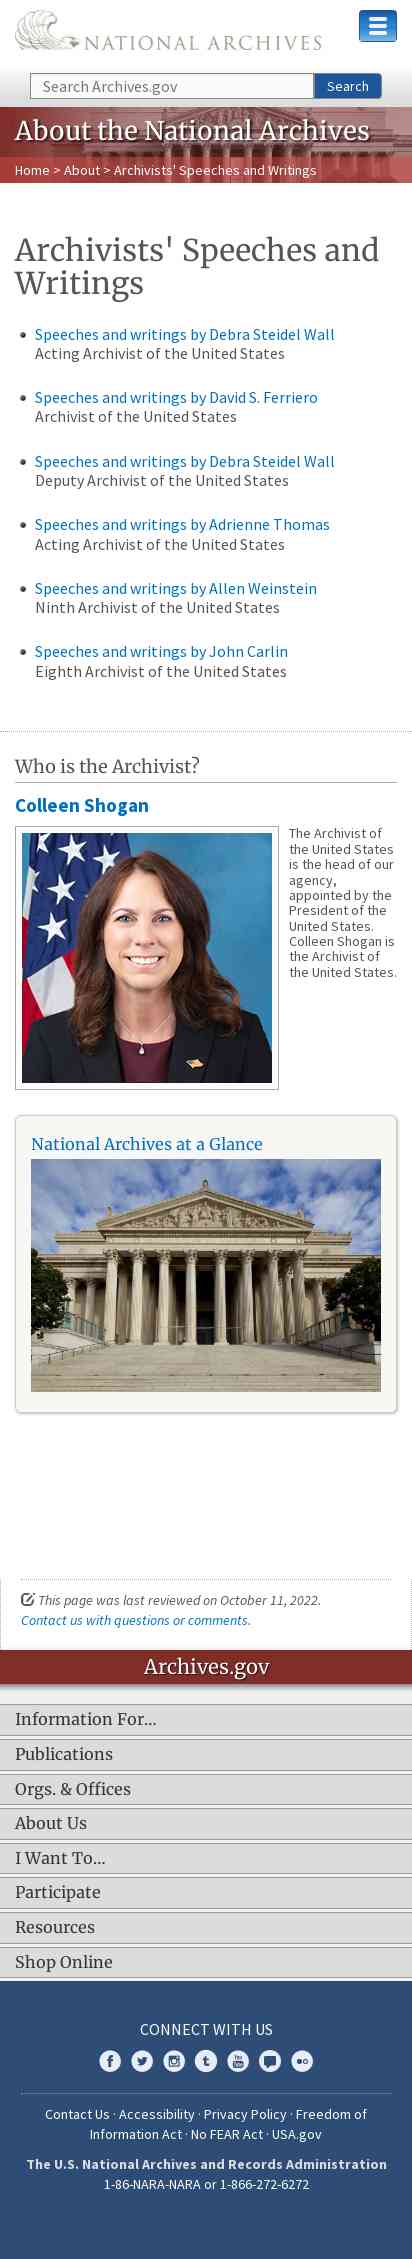 NATIONAL ARCHIVES
Search Archives.gov
Search
About the National Archives
Home > About > Archivists' Speeches and Writings
Archivists' Speeches and
Writings
Speeches and writings by Debra Steidel Wall
Acting Archivist of the United States
Speeches and writings by David S. Ferriero
Archivist of the United States
Speeches and writings by Debra Steidel Wall
Deputy Archivist of the United States
Speeches and writings by Adrienne Thomas
Acting Archivist of the United States
Speeches and writings by Allen Weinstein
Ninth Archivist of the United States
Speeches and writings by John Carlin
Eighth Archivist of the United States
Who is the Archivist?
Colleen Shogan
The Archivist of
the United States
is the head of our
agency,
appointed by the
President of the
United States.
Colleen Shogan is
the Archivist of
the United States.
National Archives at a Glance
This page was last reviewed on October 11, 2022.
Contact us with questions or comments.
Archives.gov
Information For…
Publications
Orgs. & Offices
About Us
I Want To…
Participate
Resources
Shop Online
CONNECT WITH US
Contact Us · Accessibility · Privacy Policy · Freedom of
Information Act · No FEAR Act · USA.gov
The U.S. National Archives and Records Administration
1-86-NARA-NARA or 1-866-272-6272